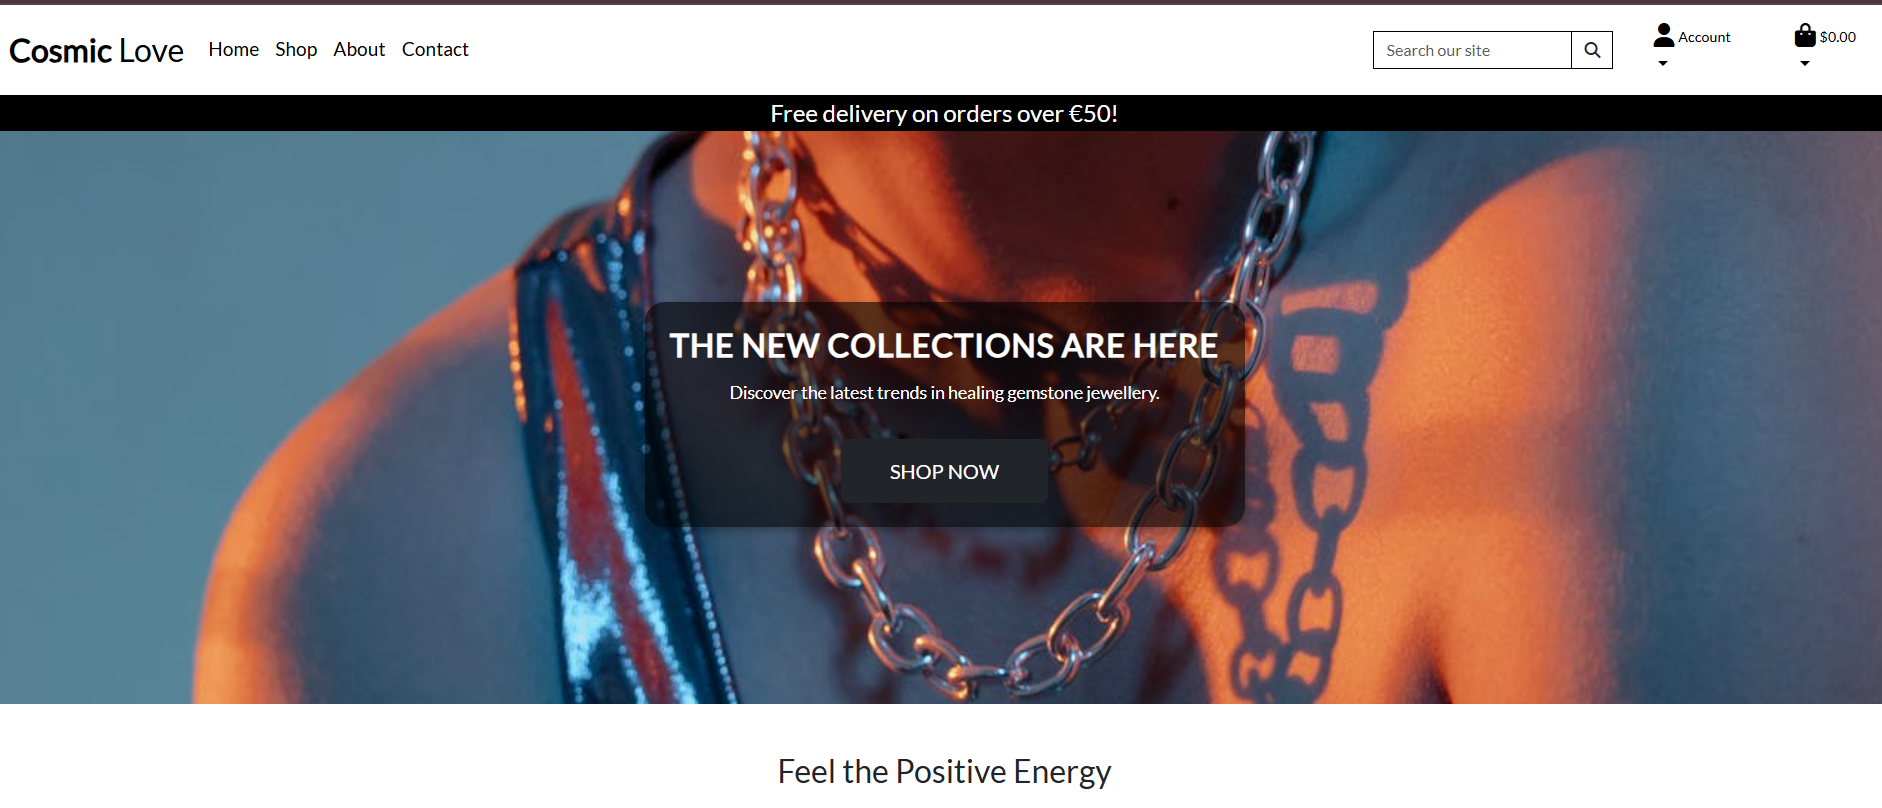 Cosmic Love
Home Shop About Contact
Search our site
Account
$0.00
Free delivery on orders over €50!
THE NEW COLLECTIONS ARE HERE
Discover the latest trends in healing gemstone jewellery.
SHOP NOW
Feel the Positive Energy